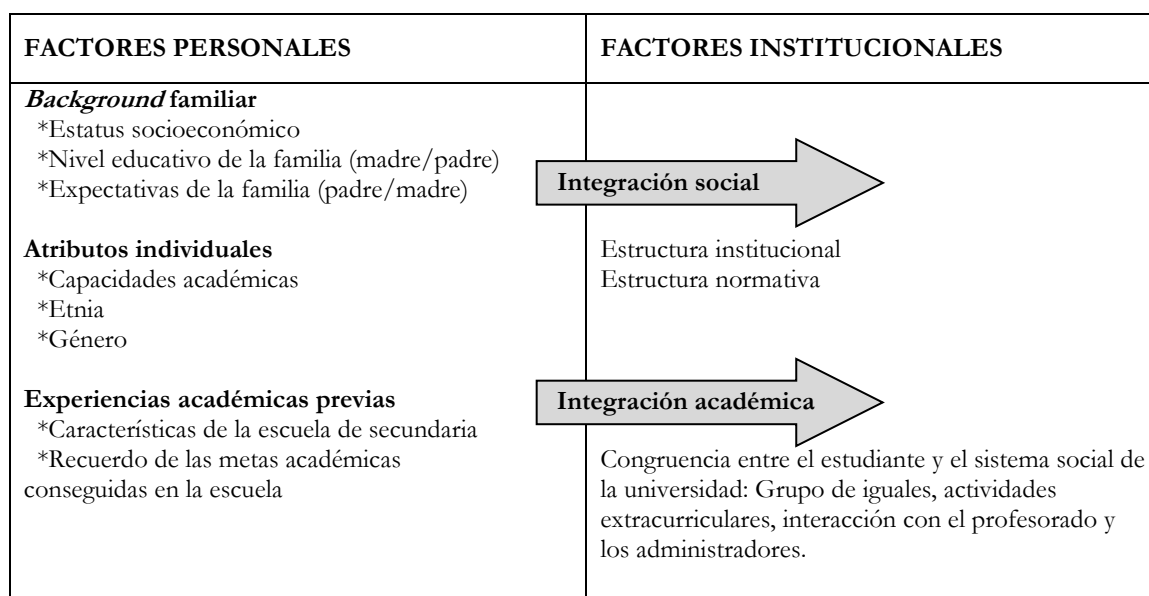 FACTORES PERSONALES
FACTORES INSTITUCIONALES
Background familiar
*Estatus socioeconómico
*Nivel educativo de la familia (madre/padre)
*Expectativas de la familia (padre/madre)
Atributos individuales
*Capacidades académicas
*Etnia
*Género
Experiencias académicas previas
*Características de la escuela de secundaria
*Recuerdo de las metas académicas
conseguidas en la escuela
Integración social
Estructura institucional
Estructura normativa
Integración académica
Congruencia entre el estudiante y el sistema social de
la universidad: Grupo de iguales, actividades
extracurriculares, interacción con el profesorado y
los administradores.